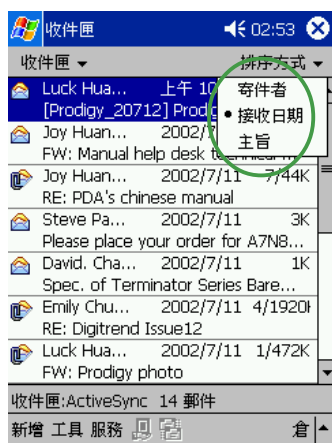 收件匣 02:53
收件匣 排序方式
Luck Hua... 上午 10
[Prodigy_20712] Prod
寄件者
接收日期
主旨
Joy Huan... 2002/7
FW: Manual help desk
Joy Huan... 2002/7/11 7/44K
RE: PDA's chinese manual
Steve Pa... 2002/7/11 3K
Please place your order for A7N8...
David. Cha... 2002/7/11 1K
Spec. of Terminator Series Bare...
Emily Chu... 2002/7/11 4/1920K
RE: Digitrend Issue12
Luck Hua... 2002/7/11 1/472K
FW: Prodigy photo
收件匣:ActiveSync 14 郵件
新增 工具 服務